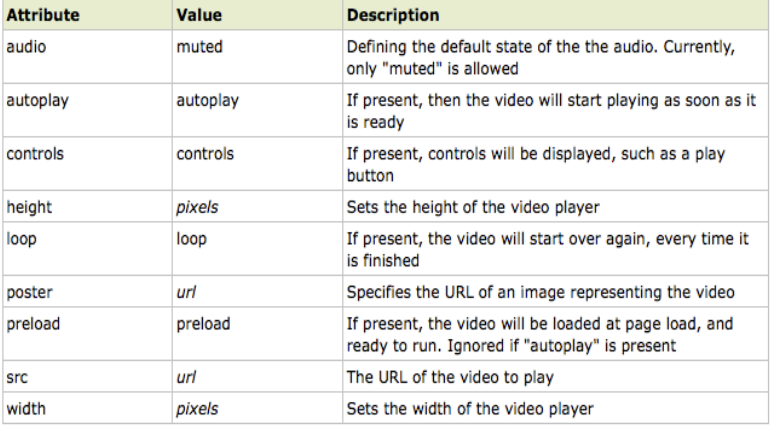 Attribute Value Description
audio muted Defining the default state of the the audio. Currently,
only "muted" is allowed
autoplay autoplay If present, then the video will start playing as soon as it
is ready
controls controls If present, controls will be displayed, such as a play
button
height pixels Sets the height of the video player
loop loop If present, the video will start over again, every time it
is finished
poster url Specifies the URL of an image representing the video
preload preload If present, the video will be loaded at page load, and
ready to run. Ignored if "autoplay" is present
src url The URL of the video to play
width pixels Sets the width of the video player